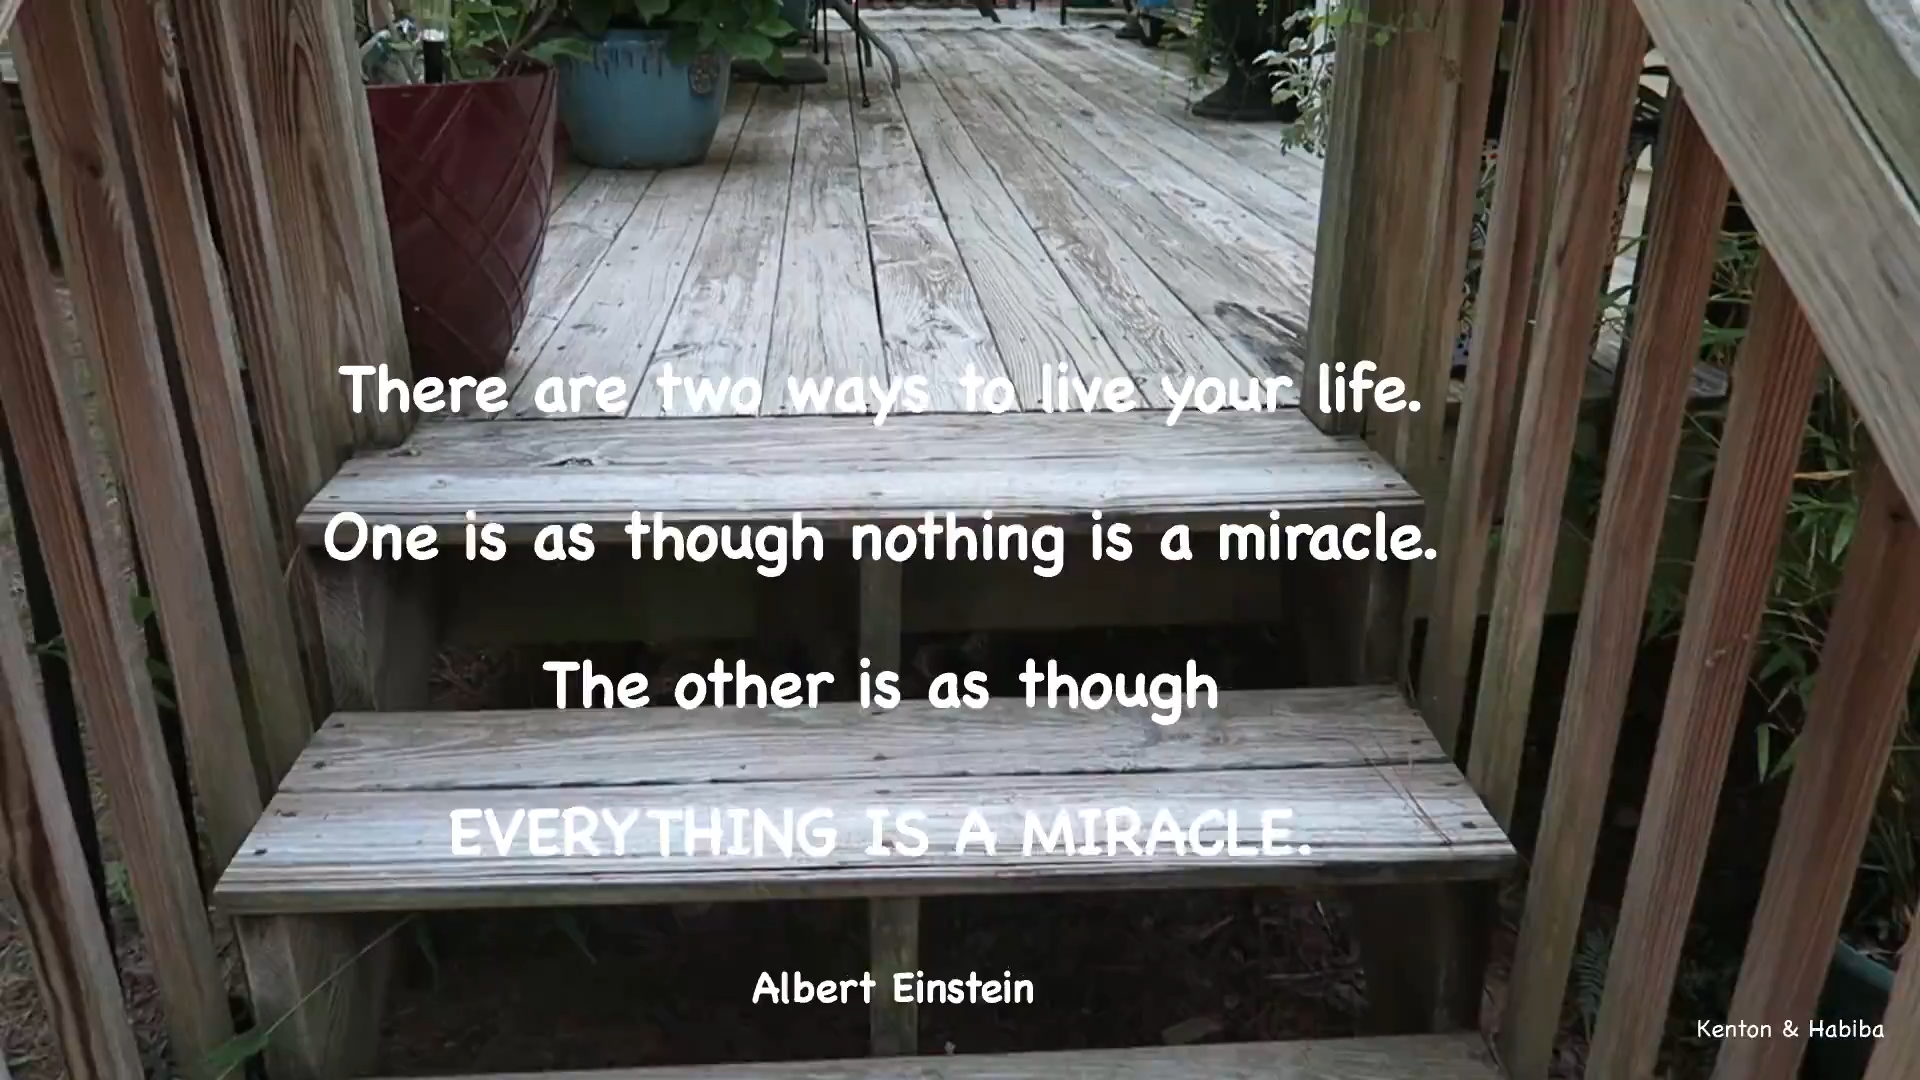 There are two ways to live your life.
One is as though nothing is a miracle.
The other is as though
EVERYTHING IS A MIRACLE.
Albert Einstein
Kenton & Habiba